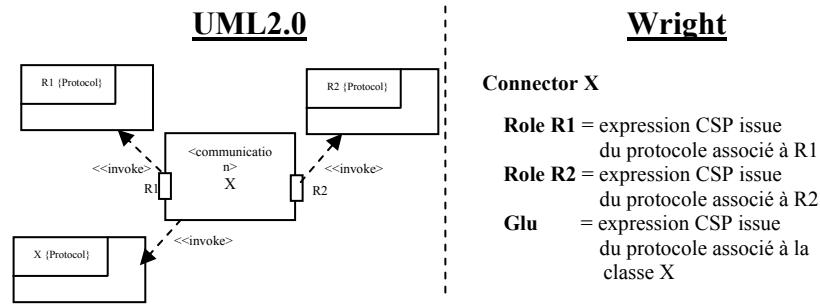 UML2.0
R1 {Protocol}
R2 {Protocol}
<communicatio
n>
X
<<invoke>
<<invoke>
R1
R2
<<invoke>
X {Protocol}
Wright
Connector X
Role R1 = expression CSP issue
du protocole associé à R1
Role R2 = expression CSP issue
du protocole associé à R2
Glu = expression CSP issue
du protocole associé à la
classe X